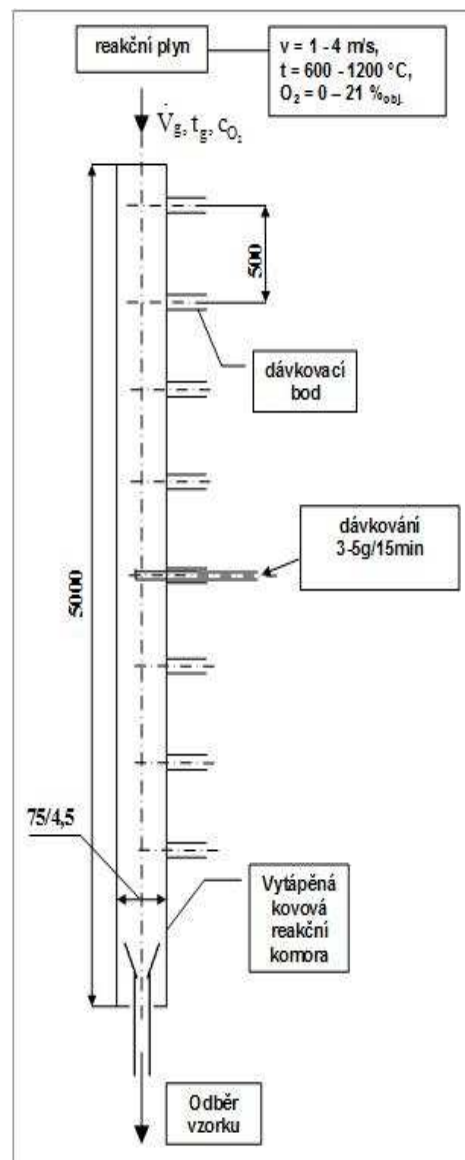 reakční plyn
v = 1 - 4 m/s,
t = 600 - 1200 °C,
O₂ = 0 – 21 %obj.
V̇g, tg, cO₂
500
dávkovací
bod
dávkování
3-5g/15min
5000
75/4,5
Vytápěná
kovová
reakční
komora
Odběr
vzorku